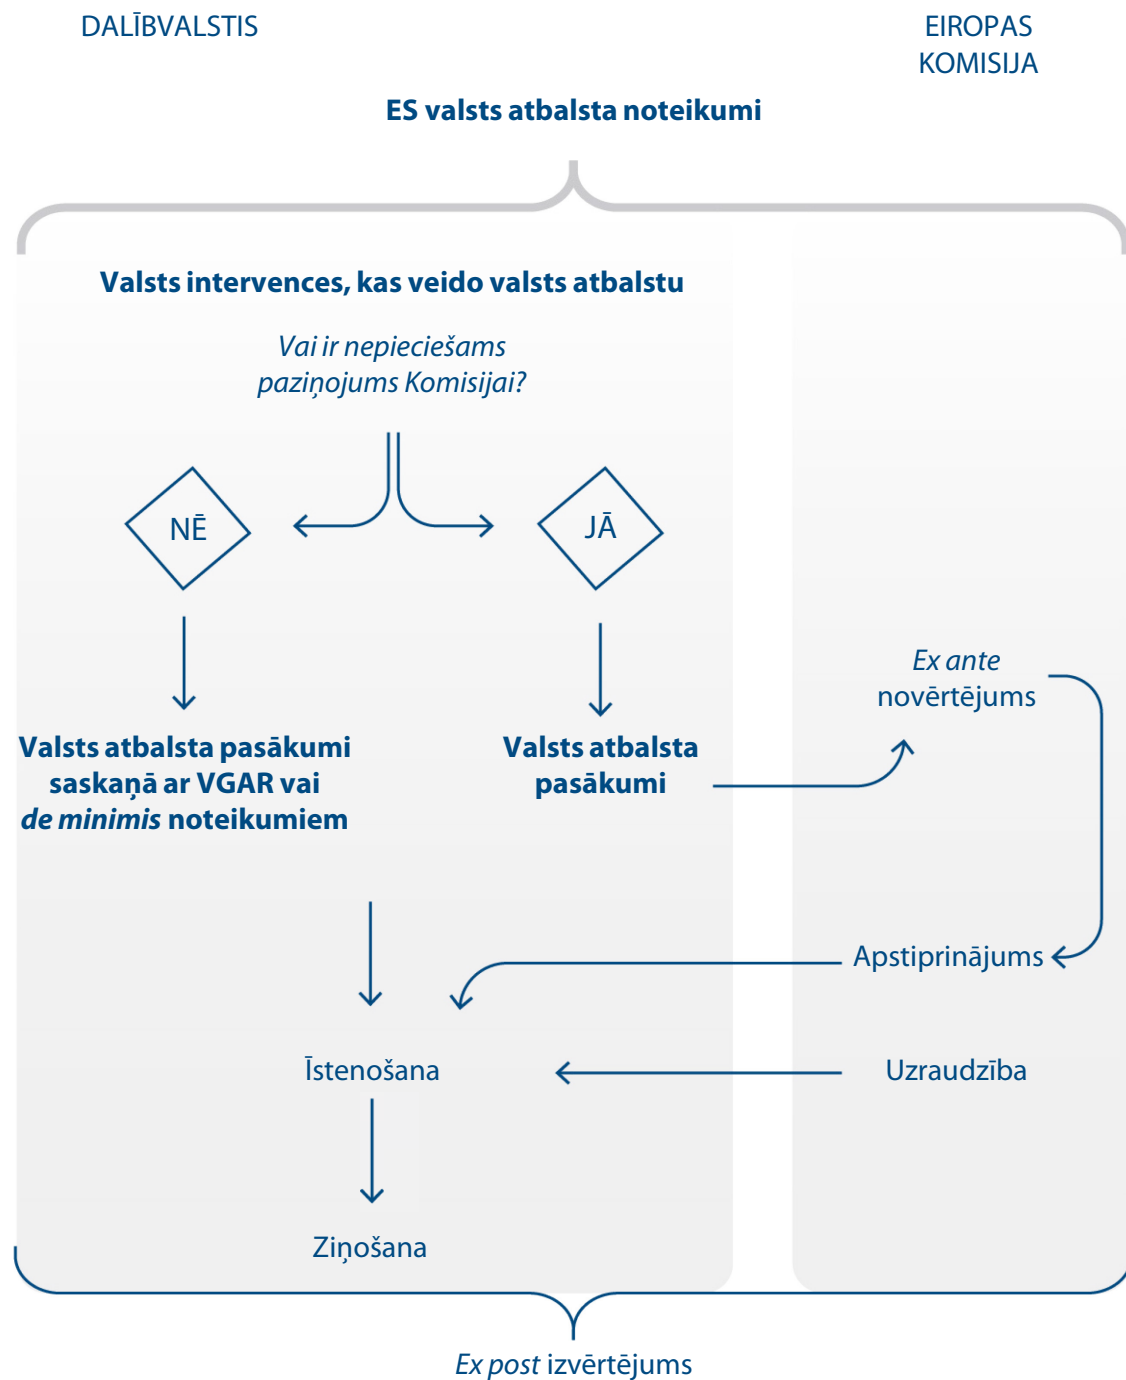 DALĪBVALSTIS
EIROPAS
KOMISIJA
ES valsts atbalsta noteikumi
Valsts intervences, kas veido valsts atbalstu
Vai ir nepieciešams
paziņojums Komisijai?
NĒ
JĀ
Ex ante
novērtējums
Valsts atbalsta pasākumi
saskaņā ar VGAR vai
de minimis noteikumiem
Valsts atbalsta
pasākumi
Apstiprinājums
Īstenošana
Uzraudzība
Ziņošana
Ex post izvērtējums